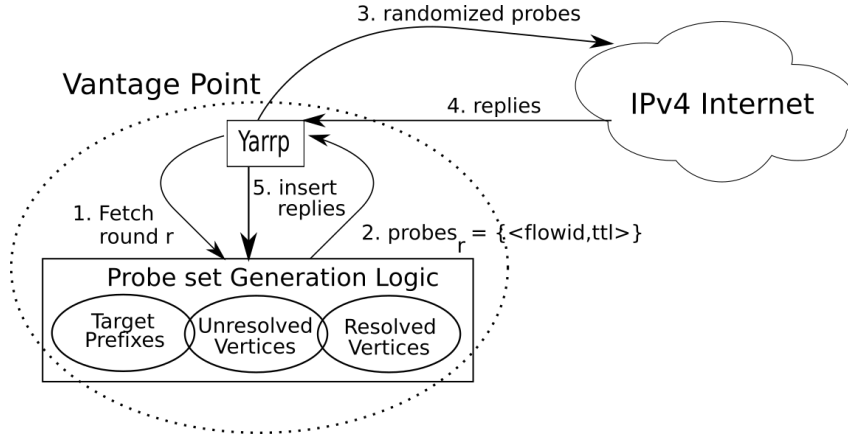 3. randomized probes
Vantage Point
IPv4 Internet
4. replies
Yarrp
5. insert
replies
1. Fetch
round r
2. probes_r = {<flowid,ttl>}
Probe set Generation Logic
Target
Prefixes
Unresolved
Vertices
Resolved
Vertices